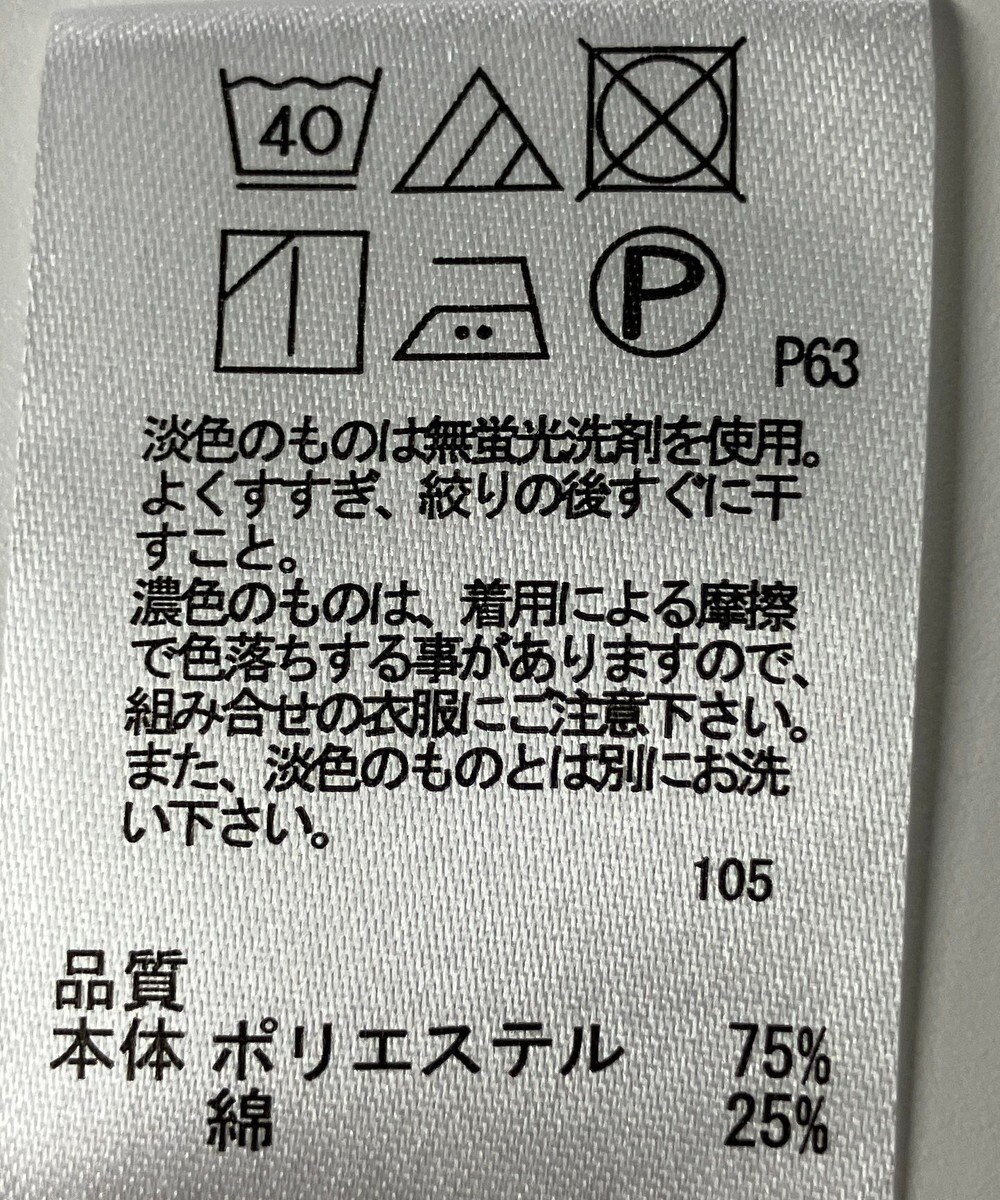 40
P
P63
淡色のものは無蛍光洗剤を使用。
よくすすぎ、絞りの後すぐに干
すこと。
濃色のものは、着用による摩擦
で色落ちする事がありますので、
組み合せの衣服にご注意下さい。
また、淡色のものとは別にお洗
い下さい。
105
品質
本体 ポリエステル 75%
綿 25%